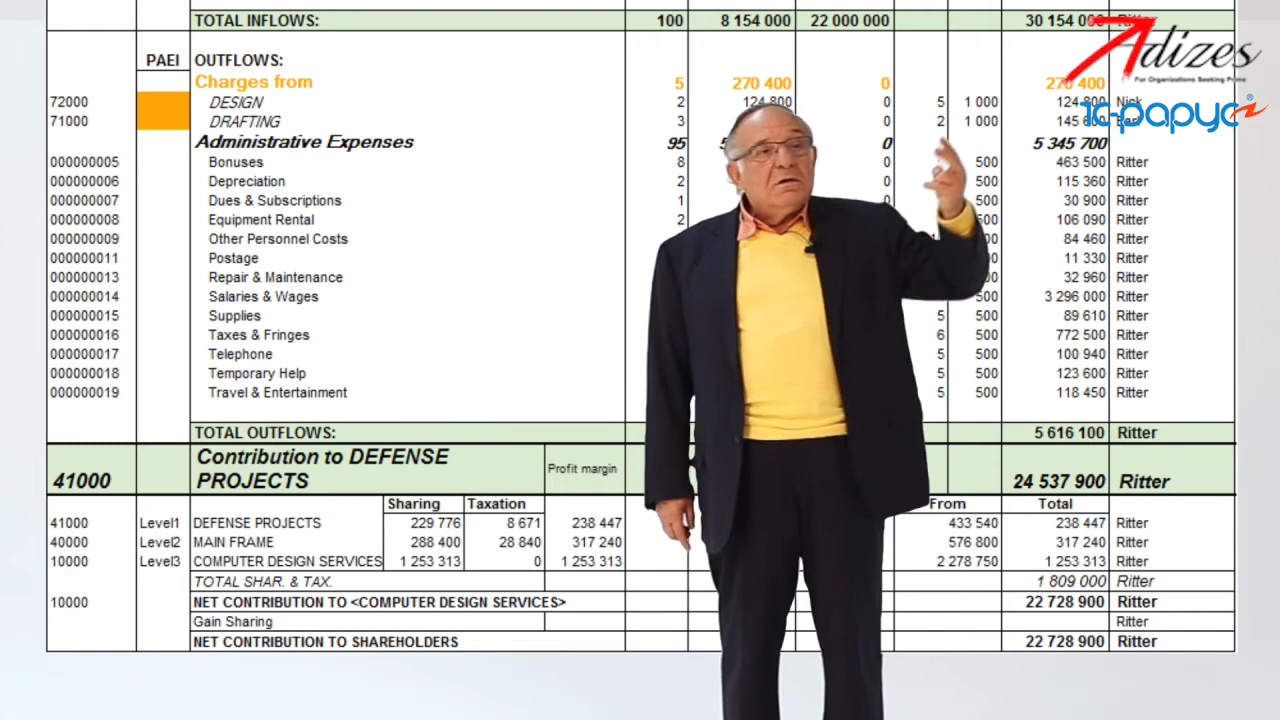 TOTAL INFLOWS: 100 8 154 000 22 000 000 30 154 000
Adizes
For Organizations Seeking Prime
1С-рарус
PAEI OUTFLOWS:
Charges from 5 270 400 0 270 400
72000 DESIGN 2 124 800 0 5 1 000 124 800 Nick
71000 DRAFTING 3 0 2 1 000
Administrative Expenses 95 0 5 345 700
000000005 Bonuses 8 0 500 463 500 Ritter
000000006 Depreciation 2 0 500 115 360 Ritter
000000007 Dues & Subscriptions 1 0 500 30 900 Ritter
000000008 Equipment Rental 2 500 106 090 Ritter
000000009 Other Personnel Costs 84 460 Ritter
000000011 Postage 11 330 Ritter
000000013 Repair & Maintenance 32 960 Ritter
000000014 Salaries & Wages 500 3 296 000 Ritter
000000015 Supplies 5 500 89 610 Ritter
000000016 Taxes & Fringes 6 500 772 500 Ritter
000000017 Telephone 5 500 100 940 Ritter
000000018 Temporary Help 5 500 123 600 Ritter
000000019 Travel & Entertainment 5 500 118 450 Ritter
TOTAL OUTFLOWS: 5 616 100 Ritter
41000 Contribution to DEFENSE PROJECTS Profit margin 24 537 900 Ritter
Sharing Taxation From Total
41000 Level1 DEFENSE PROJECTS 229 776 8 671 238 447 433 540 238 447 Ritter
40000 Level2 MAIN FRAME 288 400 28 840 317 240 576 800 317 240 Ritter
10000 Level3 COMPUTER DESIGN SERVICES 1 253 313 0 1 253 313 2 278 750 1 253 313 Ritter
TOTAL SHAR. & TAX. 1 809 000 Ritter
10000 NET CONTRIBUTION TO <COMPUTER DESIGN SERVICES> 22 728 900 Ritter
Gain Sharing Ritter
NET CONTRIBUTION TO SHAREHOLDERS 22 728 900 Ritter